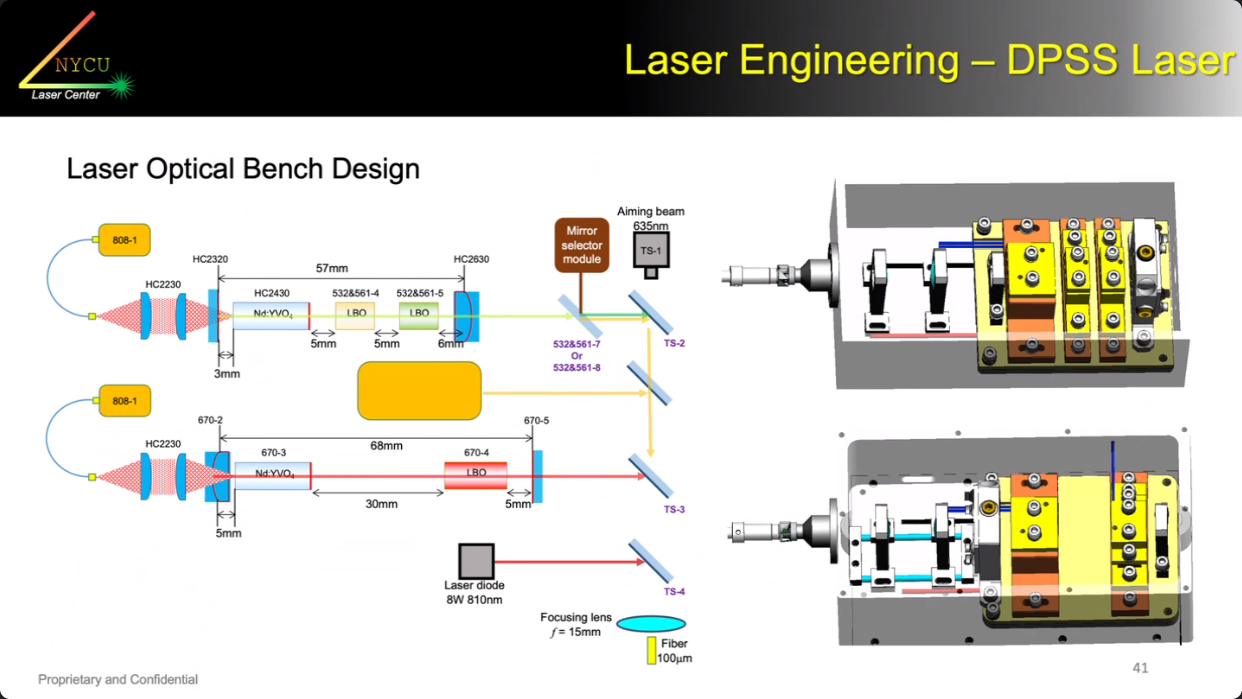 NYCU
Laser Center
Laser Engineering – DPSS Laser
Laser Optical Bench Design
808-1
HC2230
HC2320
57mm
HC2630
HC2430
Nd:YVO4
532&561-4
LBO
532&561-5
LBO
5mm
5mm
6mm
3mm
Mirror
selector
module
Aiming beam
635nm
TS-1
532&561-7
Or
532&561-8
TS-2
808-1
HC2230
670-2
68mm
670-5
670-3
Nd:YVO4
670-4
LBO
30mm
5mm
5mm
TS-3
Laser diode
8W 810nm
TS-4
Focusing lens
f = 15mm
Fiber
100μm
Proprietary and Confidential
41